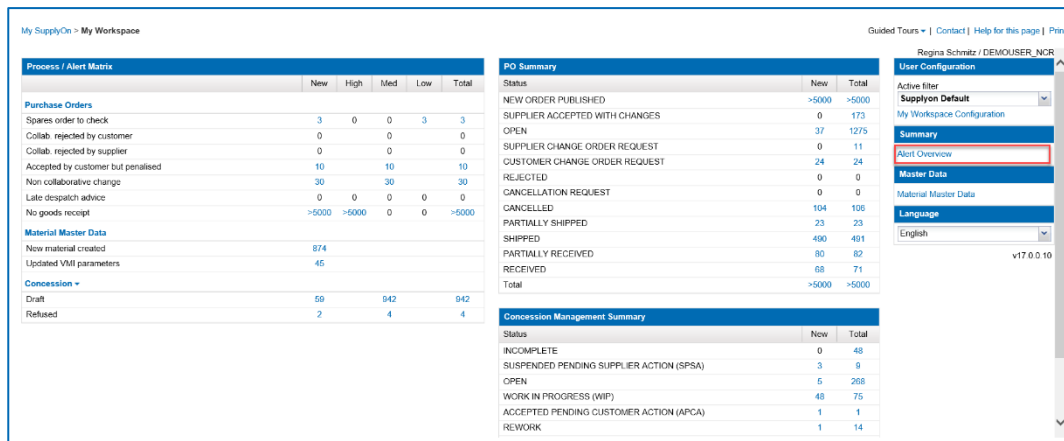 My SupplyOn > My Workspace
Guided Tours | Contact | Help for this page | Prin
Regina Schmitz / DEMOUSER_NCR
Process / Alert Matrix
New High Med Low Total
Purchase Orders
Spares order to check 3 0 0 3 3
Collab. rejected by customer 0 0 0
Collab. rejected by supplier 0 0 0
Accepted by customer but penalised 10 10 10
Non collaborative change 30 30 30
Late despatch advice 0 0 0 0 0
No goods receipt >5000 >5000 0 0 >5000
Material Master Data
New material created 874
Updated VMI parameters 45
Concession
Draft 59 942 942
Refused 2 4 4
PO Summary
Status New Total
NEW ORDER PUBLISHED >5000 >5000
SUPPLIER ACCEPTED WITH CHANGES 0 173
OPEN 37 1275
SUPPLIER CHANGE ORDER REQUEST 0 11
CUSTOMER CHANGE ORDER REQUEST 24 24
REJECTED 0 0
CANCELLATION REQUEST 0 0
CANCELLED 104 106
PARTIALLY SHIPPED 23 23
SHIPPED 490 491
PARTIALLY RECEIVED 80 82
RECEIVED 68 71
Total >5000 >5000
Concession Management Summary
Status New Total
INCOMPLETE 0 48
SUSPENDED PENDING SUPPLIER ACTION (SPSA) 3 9
OPEN 5 268
WORK IN PROGRESS (WIP) 48 75
ACCEPTED PENDING CUSTOMER ACTION (APCA) 1 1
REWORK 1 14
User Configuration
Active filter
Supplyon Default
My Workspace Configuration
Summary
Alert Overview
Master Data
Material Master Data
Language
English
v17.0.0.10